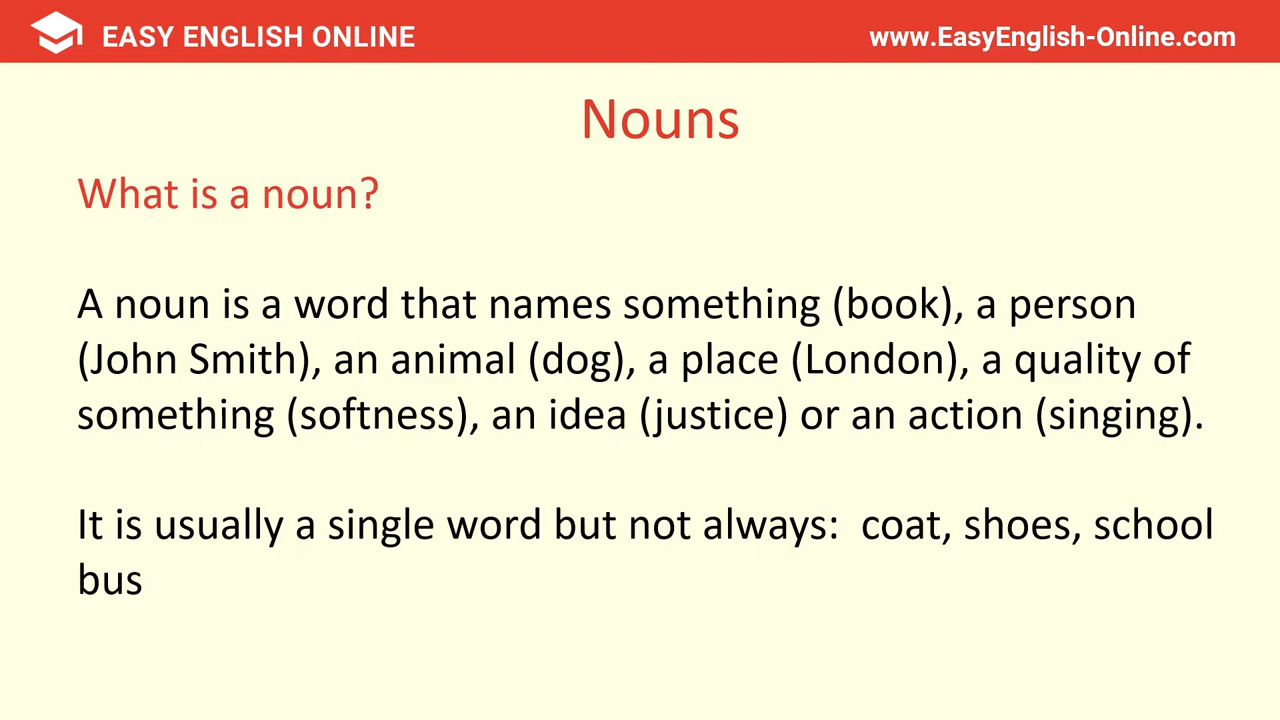 EASY ENGLISH ONLINE
www.EasyEnglish-Online.com
Nouns
What is a noun?
A noun is a word that names something (book), a person
(John Smith), an animal (dog), a place (London), a quality of
something (softness), an idea (justice) or an action (singing).
It is usually a single word but not always:  coat, shoes, school
bus